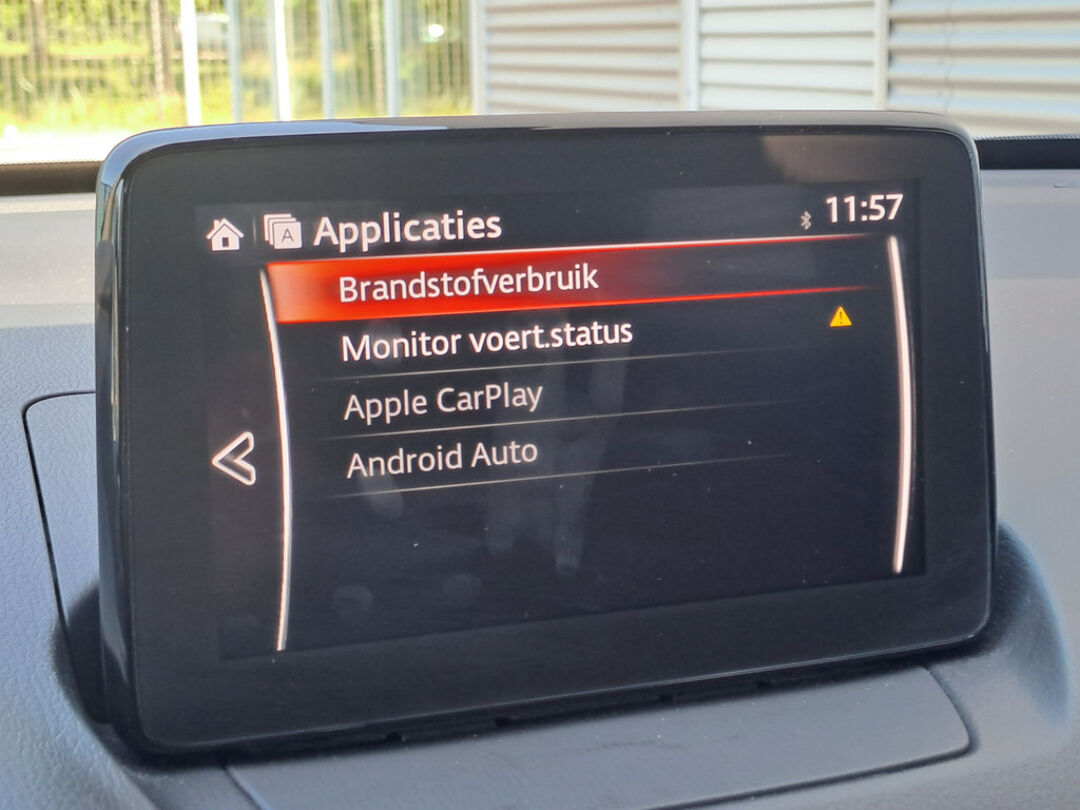 A Applicaties 11:57
Brandstofverbruik
Monitor voert.status
Apple CarPlay
Android Auto